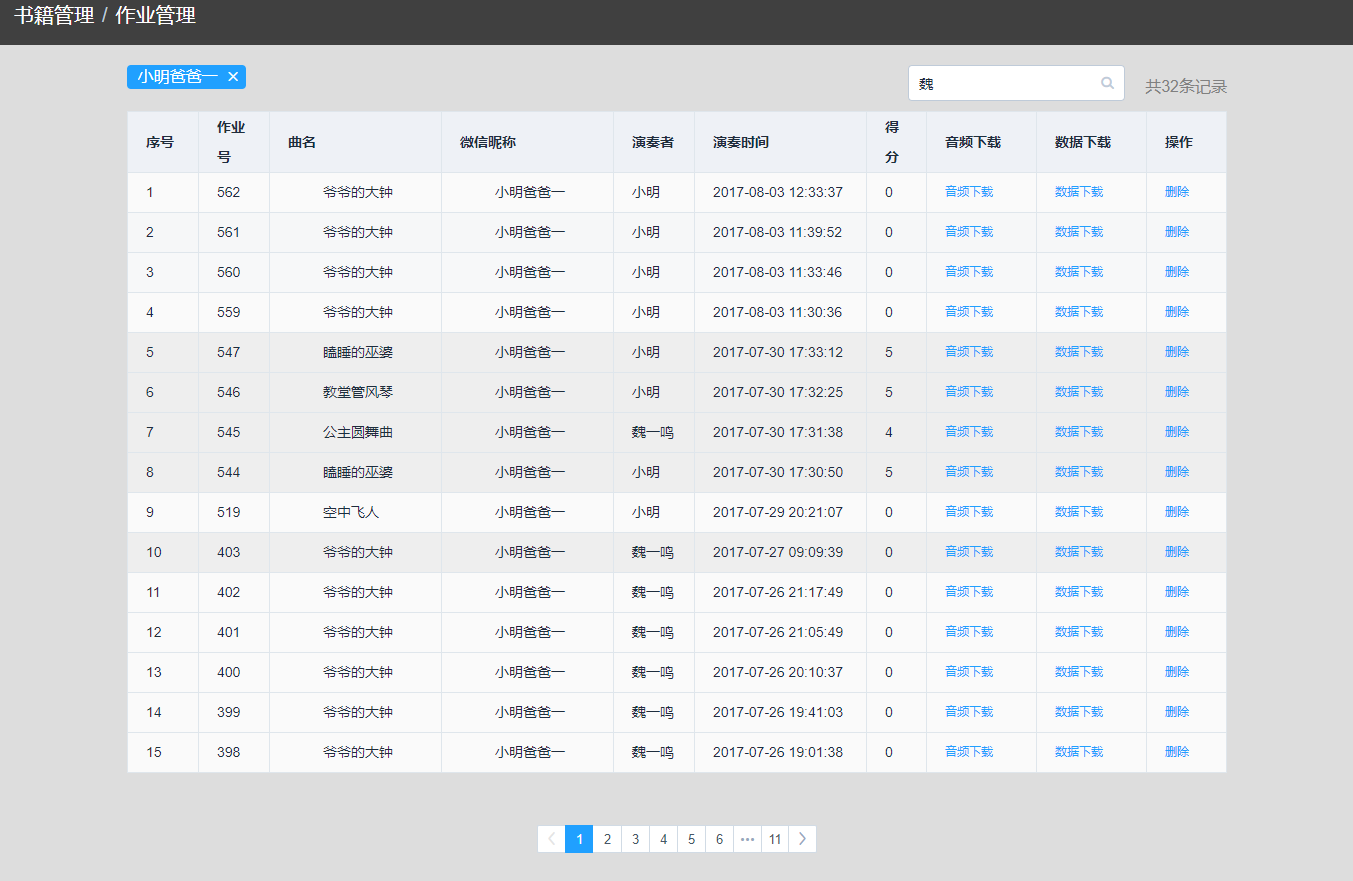 书籍管理 / 作业管理
小明爸爸一 ×
魏
共32条记录
序号 作业号 曲名 微信昵称 演奏者 演奏时间 得分 音频下载 数据下载 操作
1 562 爷爷的大钟 小明爸爸一 小明 2017-08-03 12:33:37 0 音频下载 数据下载 删除
2 561 爷爷的大钟 小明爸爸一 小明 2017-08-03 11:39:52 0 音频下载 数据下载 删除
3 560 爷爷的大钟 小明爸爸一 小明 2017-08-03 11:33:46 0 音频下载 数据下载 删除
4 559 爷爷的大钟 小明爸爸一 小明 2017-08-03 11:30:36 0 音频下载 数据下载 删除
5 547 瞌睡的巫婆 小明爸爸一 小明 2017-07-30 17:33:12 5 音频下载 数据下载 删除
6 546 教堂管风琴 小明爸爸一 小明 2017-07-30 17:32:25 5 音频下载 数据下载 删除
7 545 公主圆舞曲 小明爸爸一 魏一鸣 2017-07-30 17:31:38 4 音频下载 数据下载 删除
8 544 瞌睡的巫婆 小明爸爸一 小明 2017-07-30 17:30:50 5 音频下载 数据下载 删除
9 519 空中飞人 小明爸爸一 小明 2017-07-29 20:21:07 0 音频下载 数据下载 删除
10 403 爷爷的大钟 小明爸爸一 魏一鸣 2017-07-27 09:09:39 0 音频下载 数据下载 删除
11 402 爷爷的大钟 小明爸爸一 魏一鸣 2017-07-26 21:17:49 0 音频下载 数据下载 删除
12 401 爷爷的大钟 小明爸爸一 魏一鸣 2017-07-26 21:05:49 0 音频下载 数据下载 删除
13 400 爷爷的大钟 小明爸爸一 魏一鸣 2017-07-26 20:10:37 0 音频下载 数据下载 删除
14 399 爷爷的大钟 小明爸爸一 魏一鸣 2017-07-26 19:41:03 0 音频下载 数据下载 删除
15 398 爷爷的大钟 小明爸爸一 魏一鸣 2017-07-26 19:01:38 0 音频下载 数据下载 删除
1 2 3 4 5 6 ··· 11